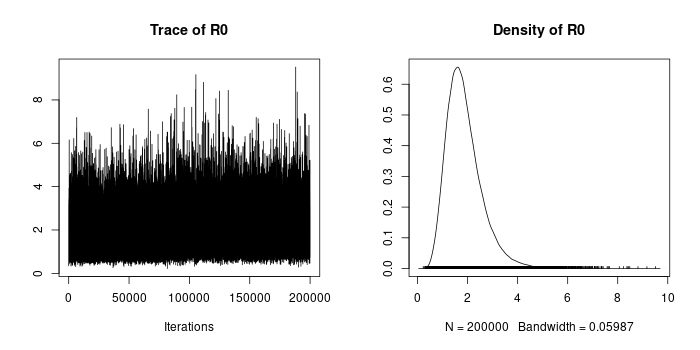 Trace of R0
0 2 4 6 8
0 50000 100000 150000 200000
Iterations
Density of R0
0.0 0.1 0.2 0.3 0.4 0.5 0.6
0 2 4 6 8 10
N = 200000 Bandwidth = 0.05987